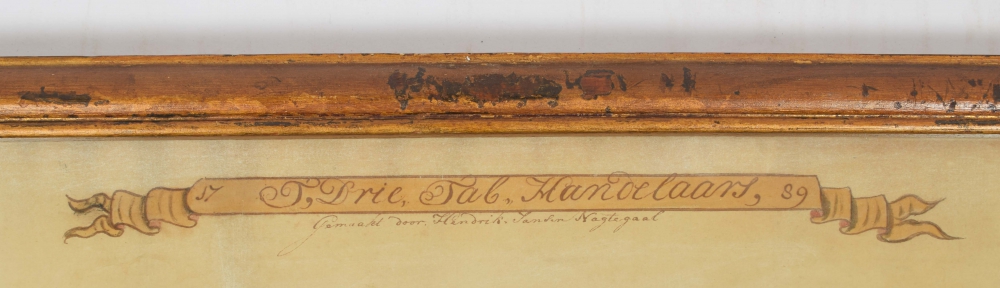 17 T, Drie, Tab, Handelaars, 89
Gemaakt door. Hendrik. Jansen Nagtegaal